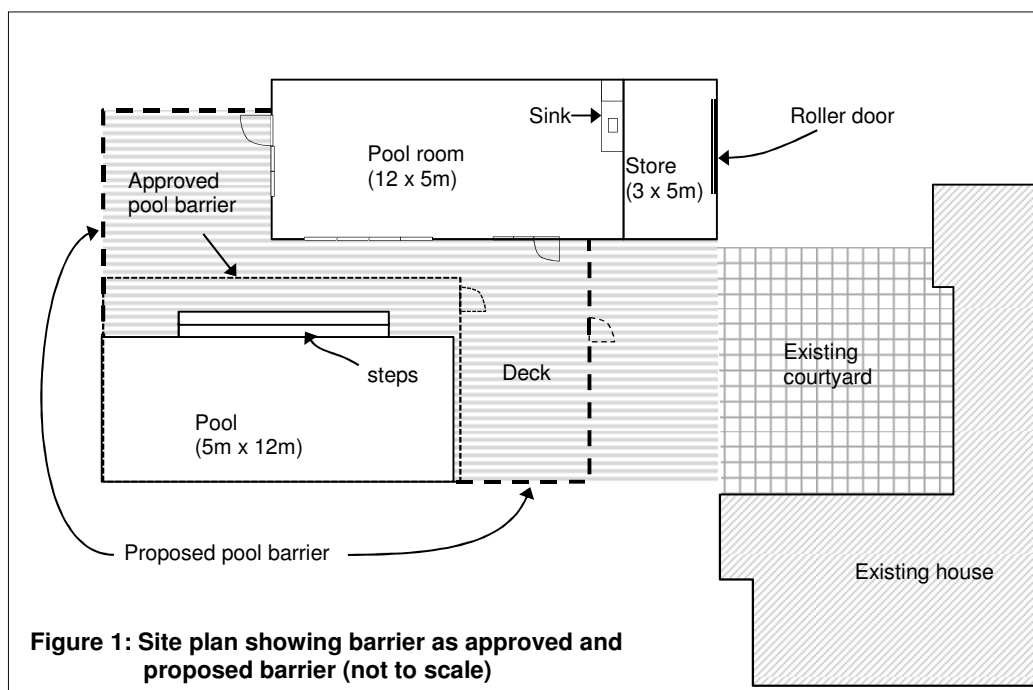 Sink
Roller door
Pool room
(12 x 5m)
Store
(3 x 5m)
Approved
pool barrier
steps
Deck
Existing
courtyard
Pool
(5m x 12m)
Proposed pool barrier
Existing house
Figure 1: Site plan showing barrier as approved and
proposed barrier (not to scale)